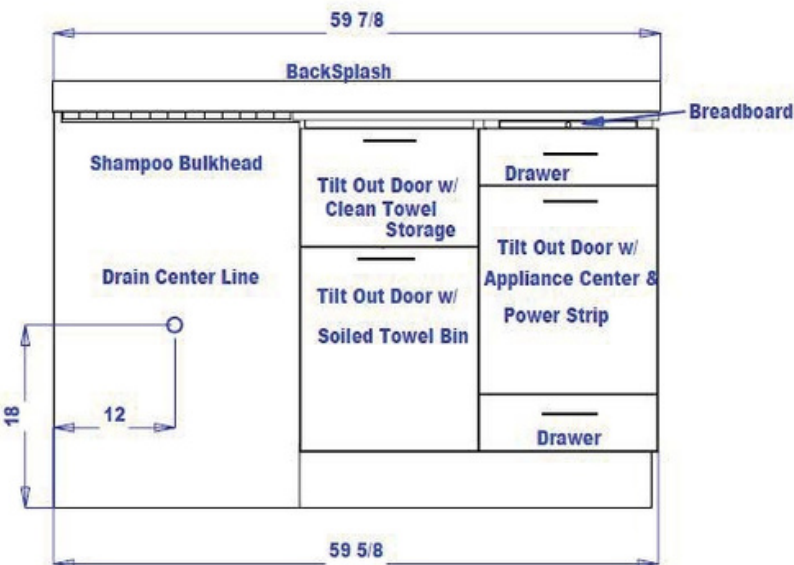 59 7/8
BackSplash
Breadboard
Shampoo Bulkhead
Drain Center Line
18
12
Tilt Out Door w/
Clean Towel
Storage
Tilt Out Door w/
Soiled Towel Bin
Drawer
Tilt Out Door w/
Appliance Center &
Power Strip
Drawer
59 5/8